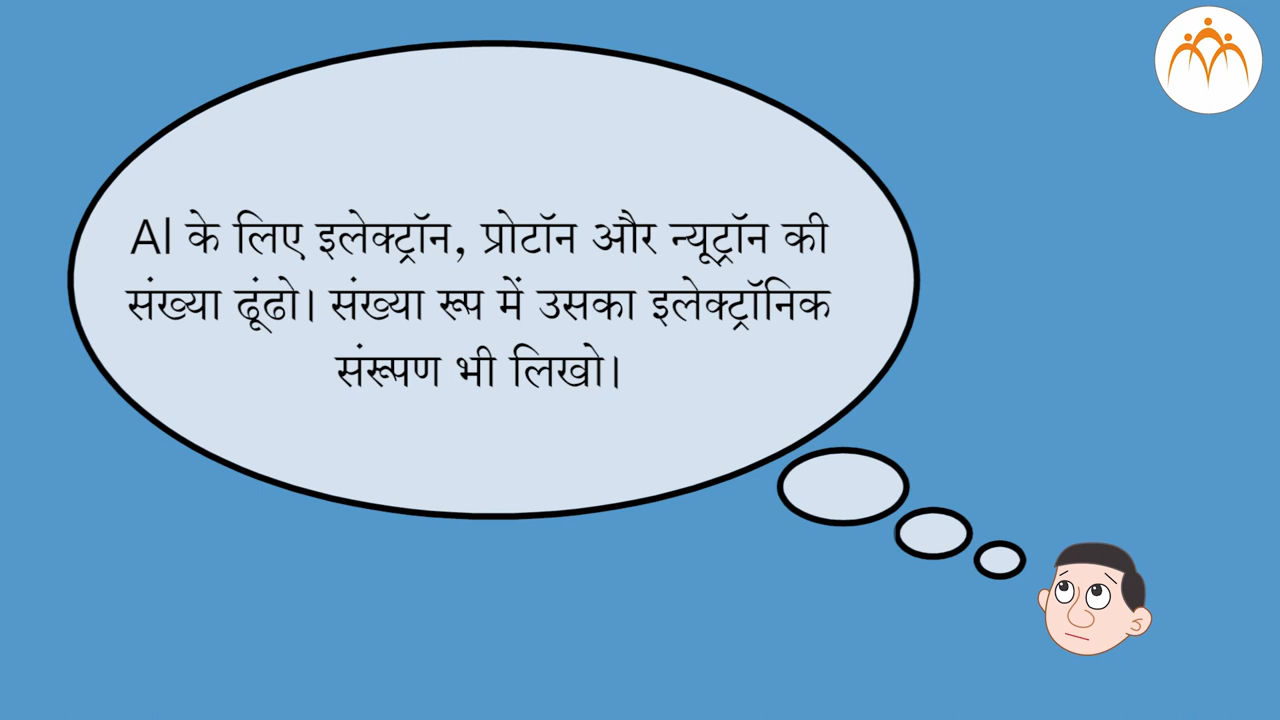 Al के लिए इलेक्ट्रॉन, प्रोटॉन और न्यूट्रॉन की
संख्या ढूंढो। संख्या रूप में उसका इलेक्ट्रॉनिक
संरूपण भी लिखो।